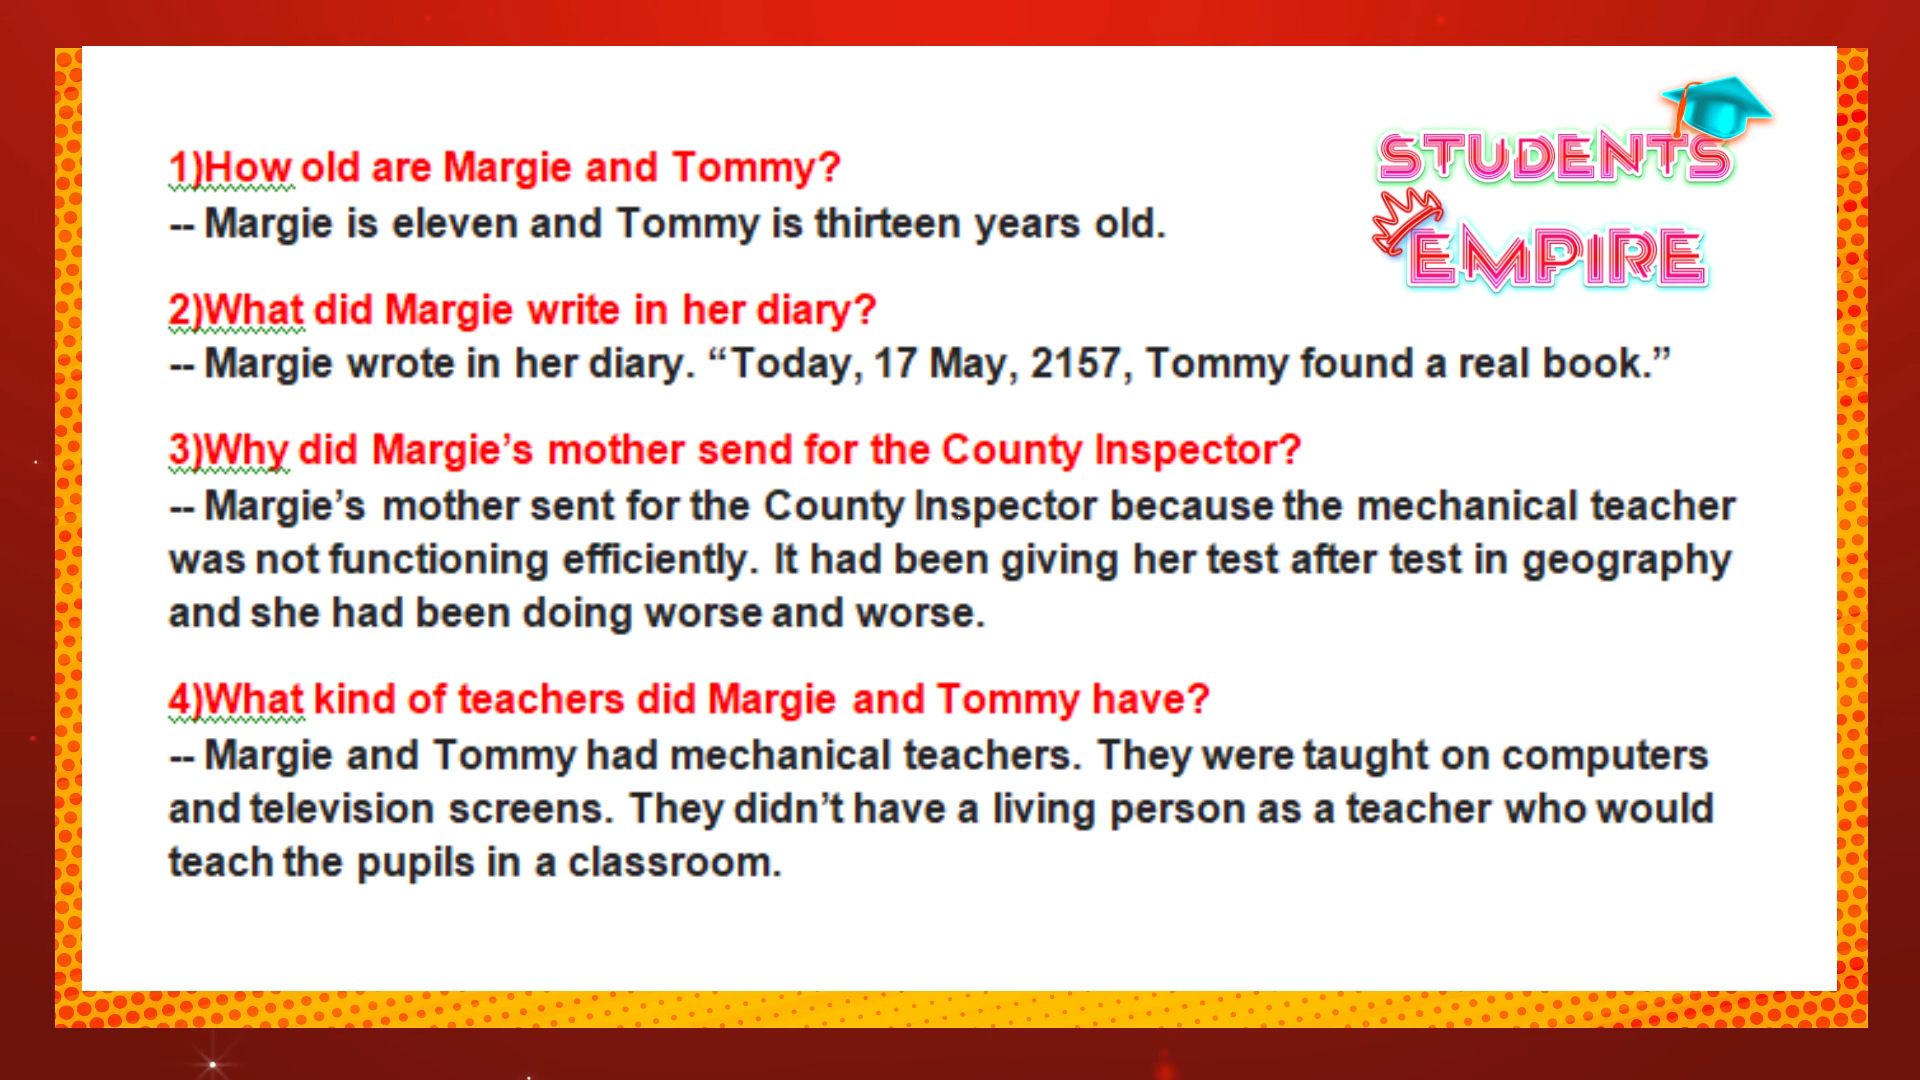 STUDENTS
EMPIRE
1)How old are Margie and Tommy?
-- Margie is eleven and Tommy is thirteen years old.
2)What did Margie write in her diary?
-- Margie wrote in her diary. “Today, 17 May, 2157, Tommy found a real book.”
3)Why did Margie’s mother send for the County Inspector?
-- Margie’s mother sent for the County Inspector because the mechanical teacher
was not functioning efficiently. It had been giving her test after test in geography
and she had been doing worse and worse.
4)What kind of teachers did Margie and Tommy have?
-- Margie and Tommy had mechanical teachers. They were taught on computers
and television screens. They didn’t have a living person as a teacher who would
teach the pupils in a classroom.